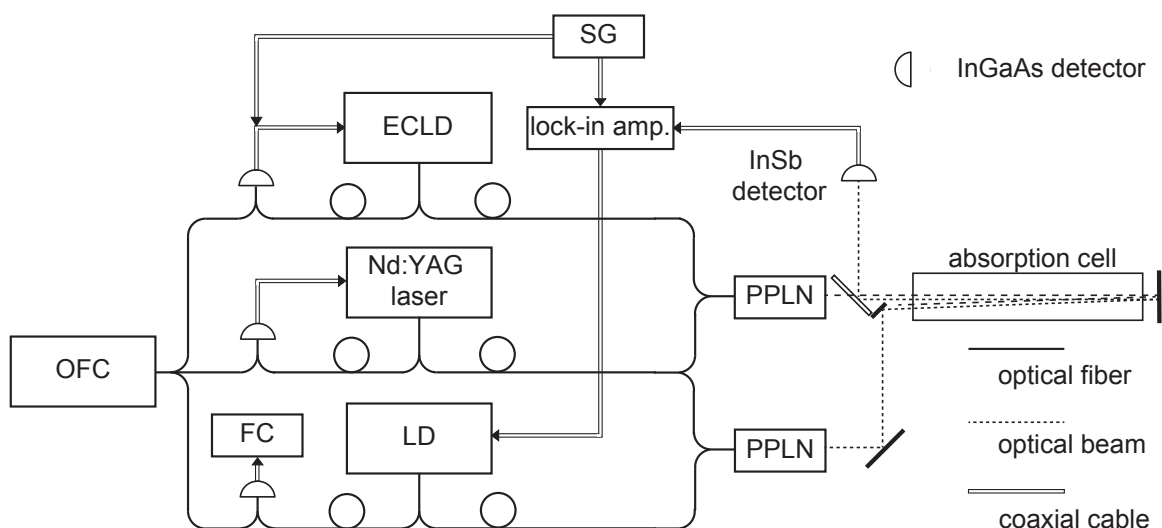 SG
InGaAs detector
ECLD
lock-in amp.
InSb
detector
Nd:YAG
laser
absorption cell
PPLN
OFC
optical fiber
FC
LD
PPLN
optical beam
coaxial cable